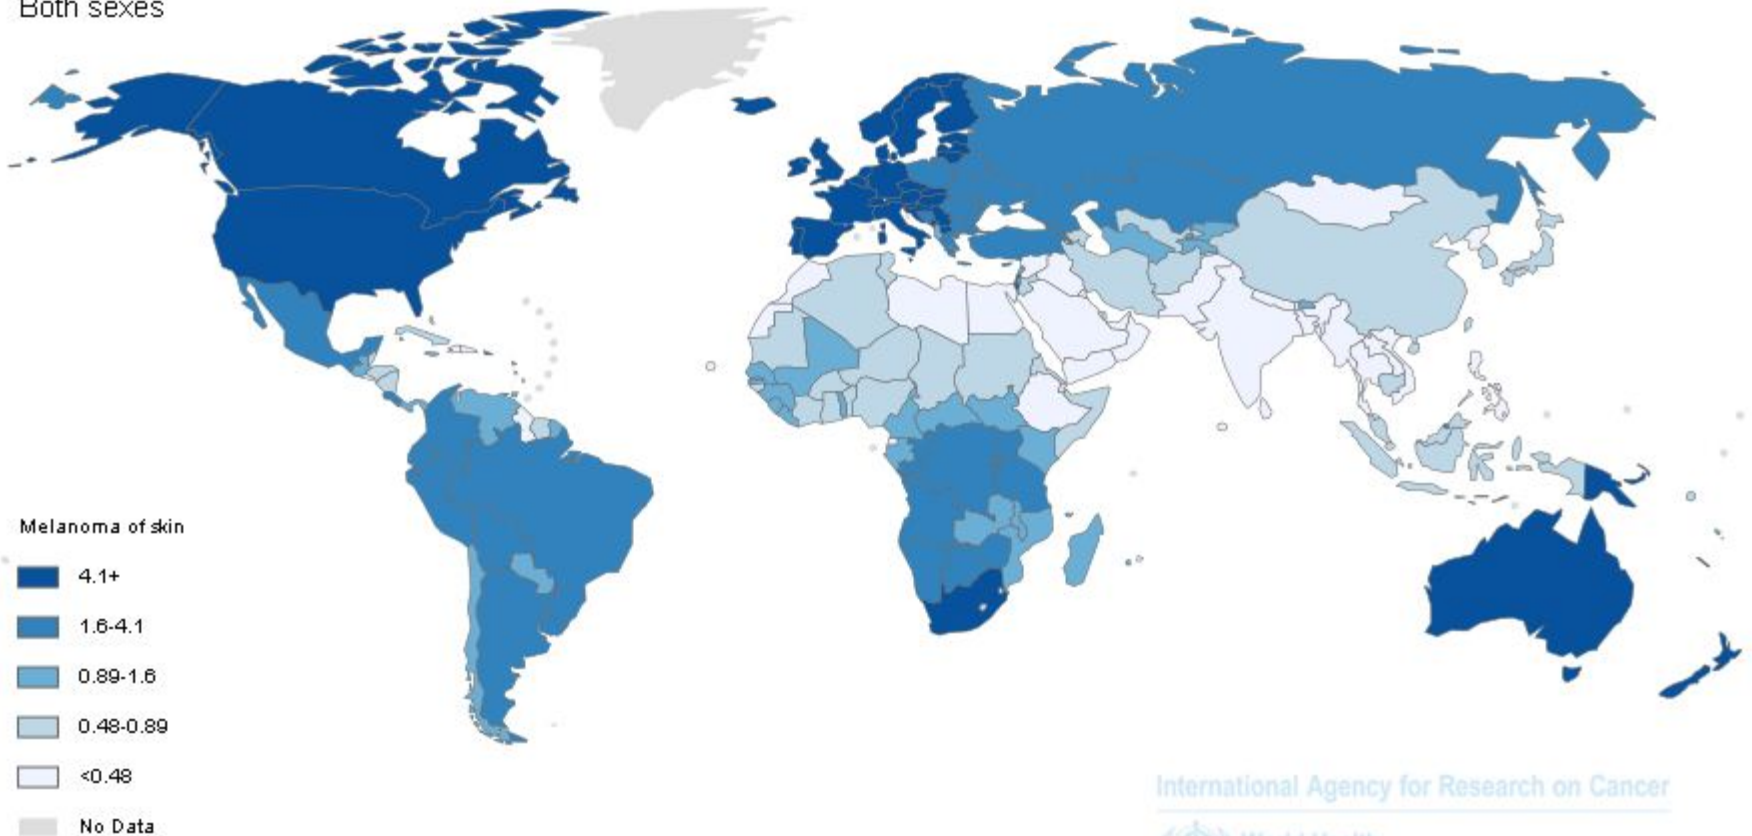 Both sexes
Melanoma of skin
4.1+
1.6-4.1
0.89-1.6
0.48-0.89
<0.48
No Data
International Agency for Research on Cancer